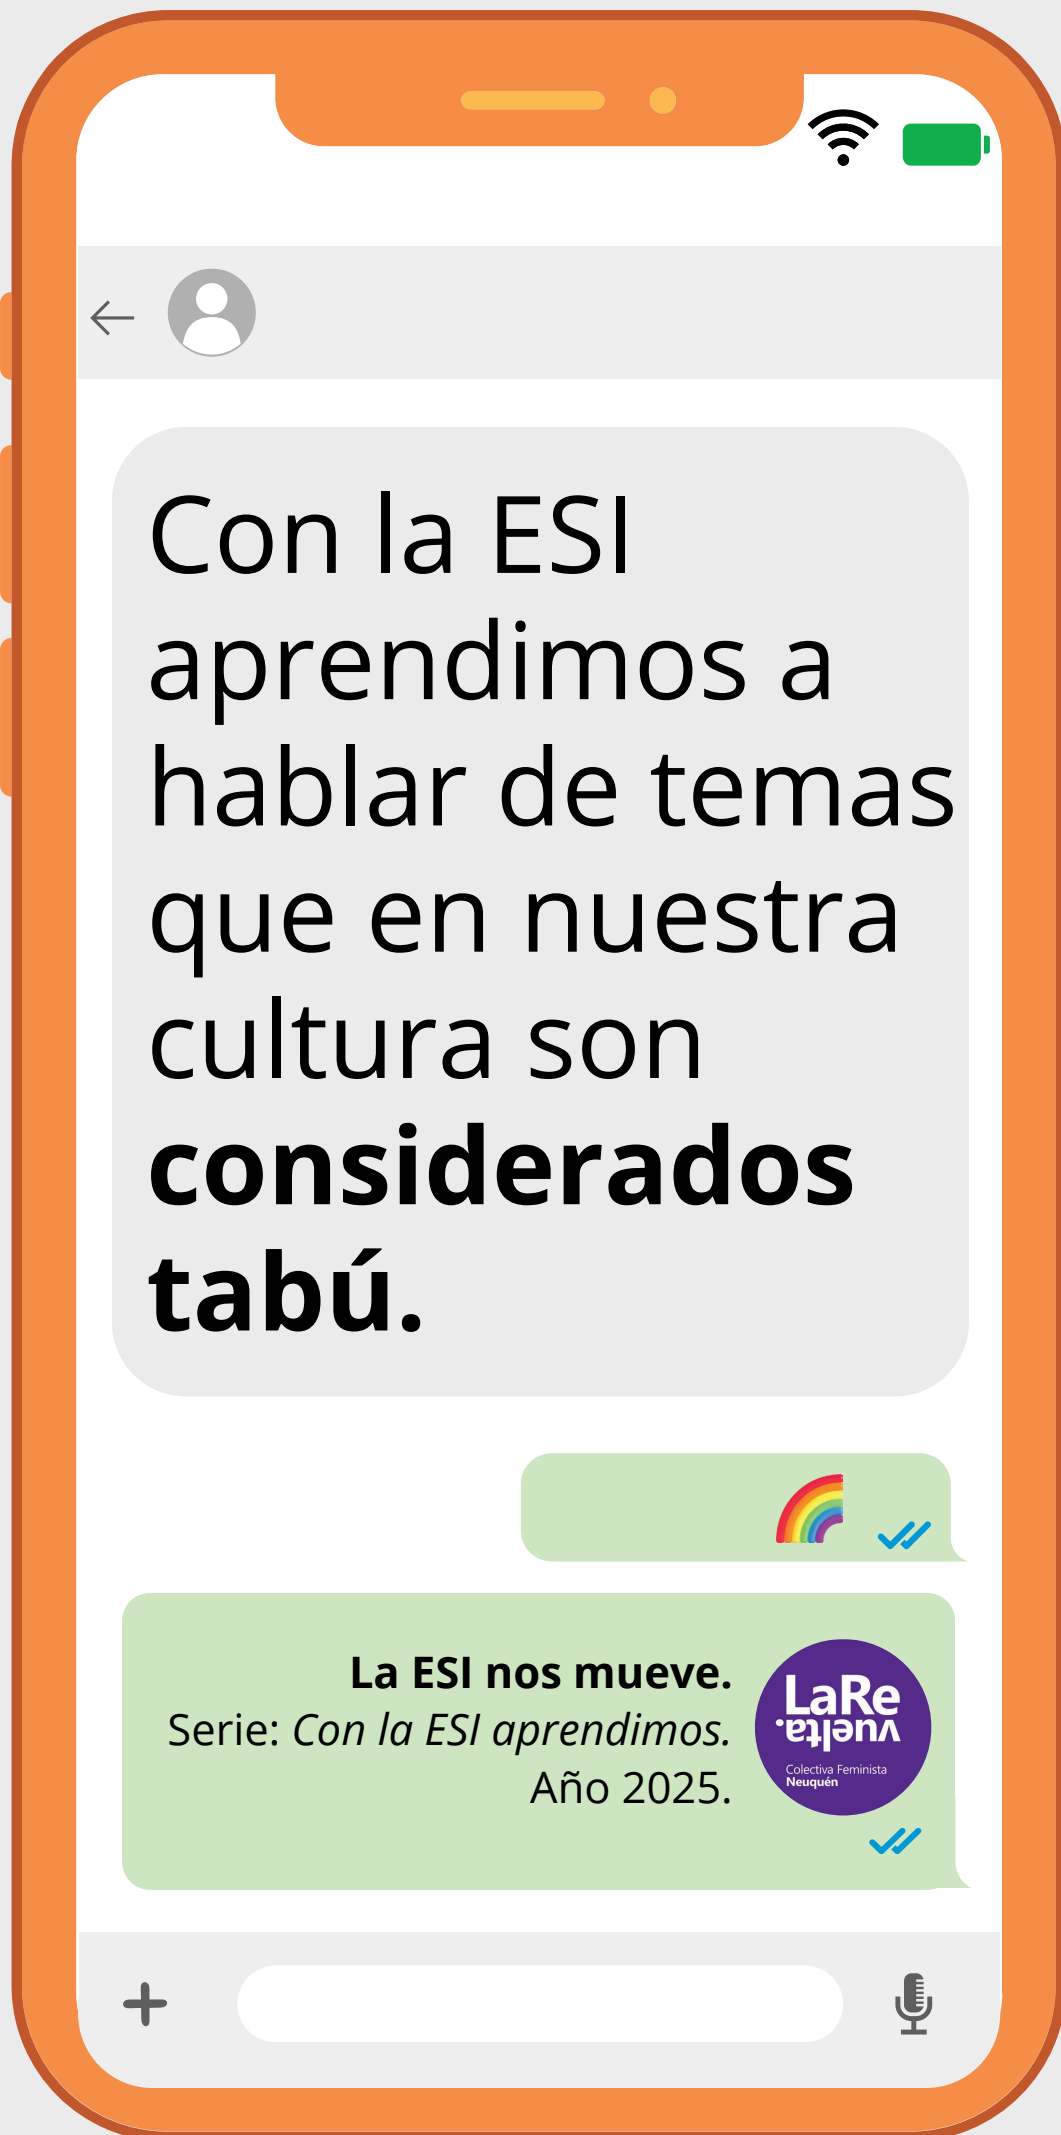 Con la ESI
aprendimos a
hablar de temas
que en nuestra
cultura son
considerados
tabú.
La ESI nos mueve.
Serie: Con la ESI aprendimos.
Año 2025.
LaRe
vuelta.
Colectiva Feminista
Neuquén